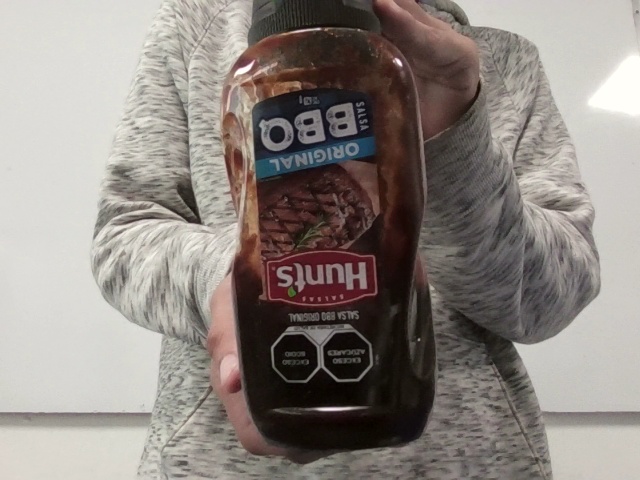 SALSA BBQ ORIGINAL
EXCESO AZÚCARES
EXCESO SODIO
SALSAS
Hunt's
ORIGINAL
SALSA
BBQ